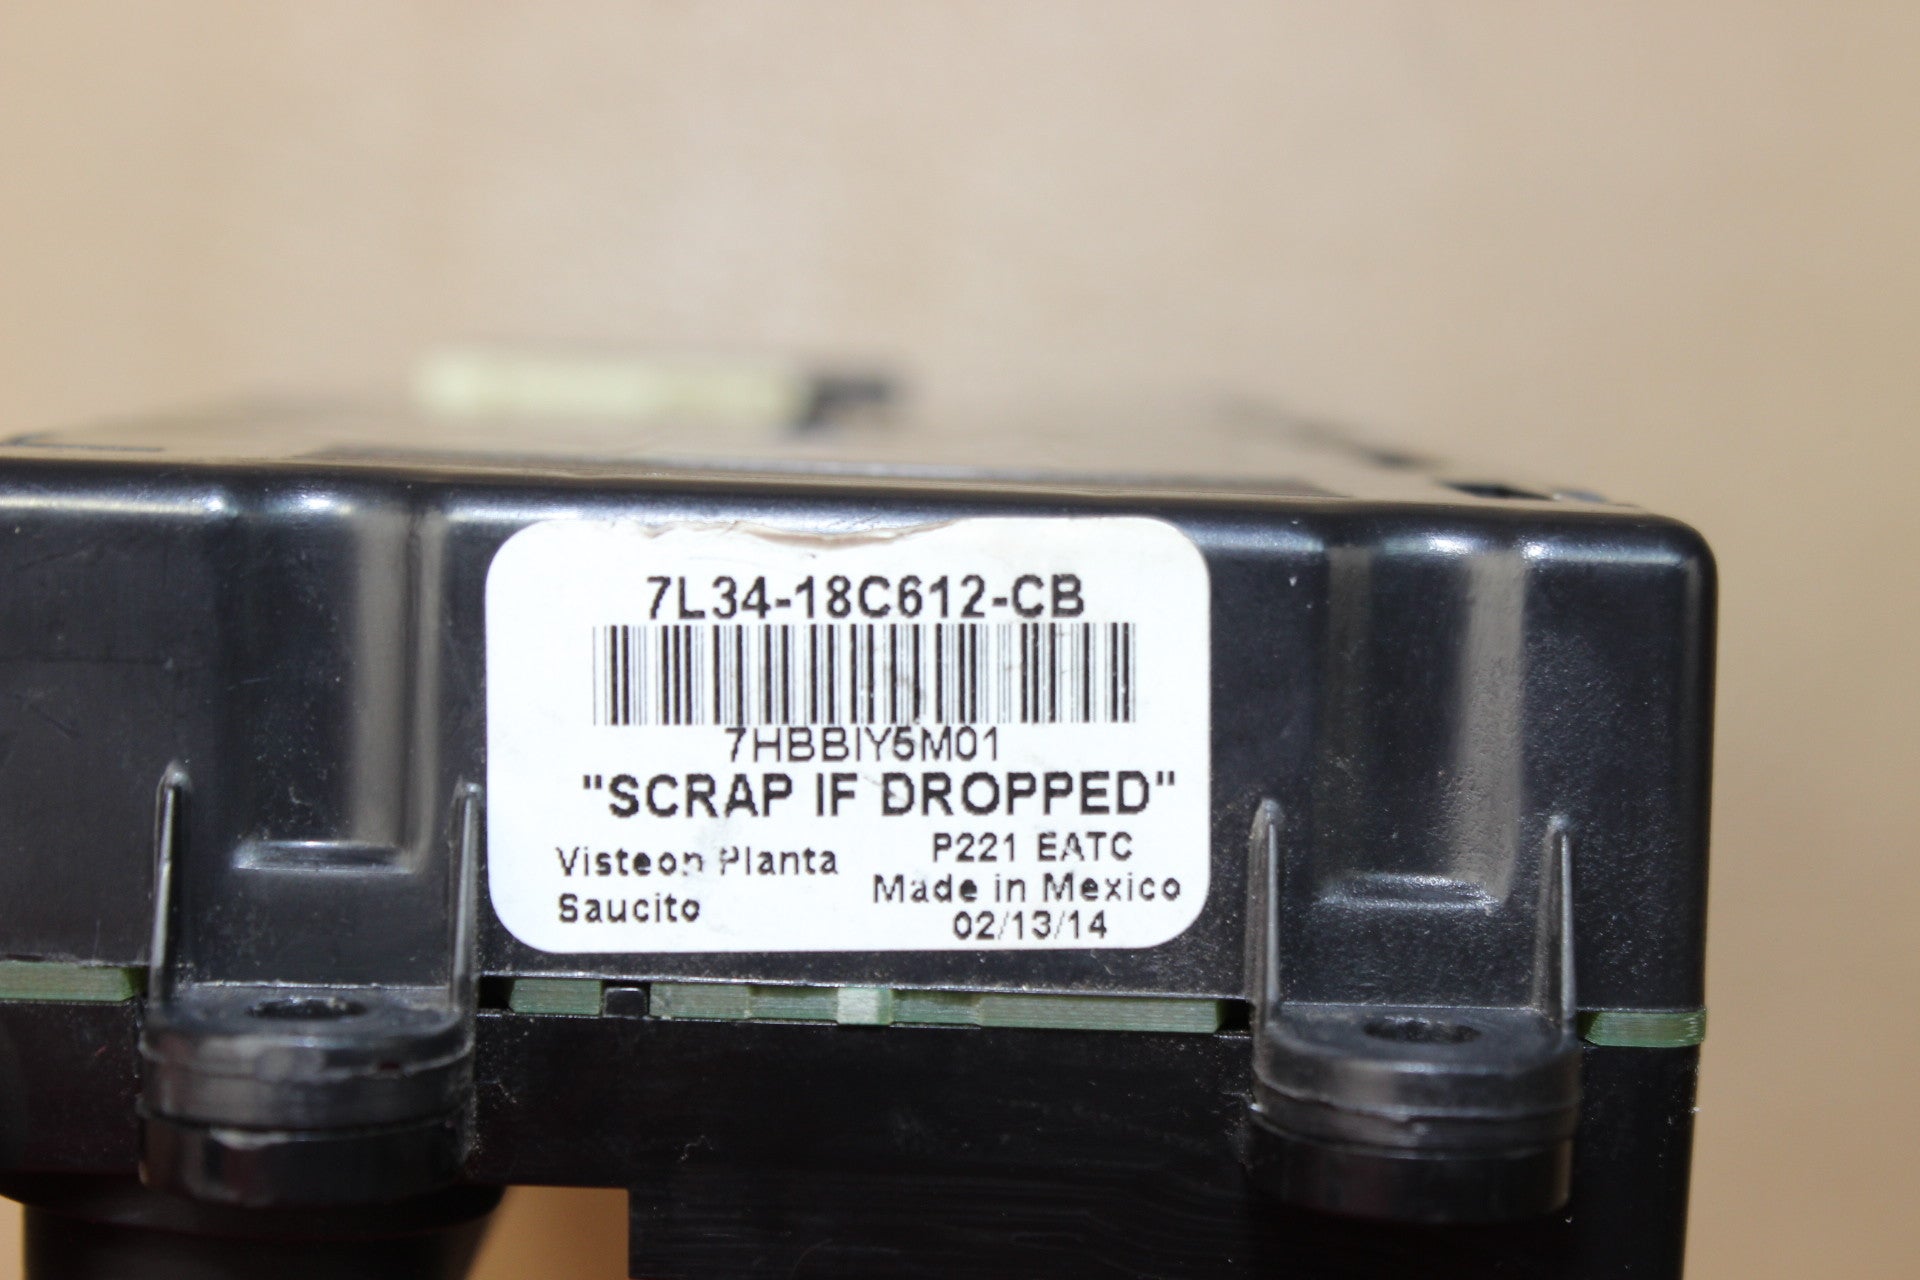 7L34-18C612-CB
7HBBIY5M01
"SCRAP IF DROPPED"
Visteon Planta
Saucito
P221 EATC
Made in Mexico
02/13/14